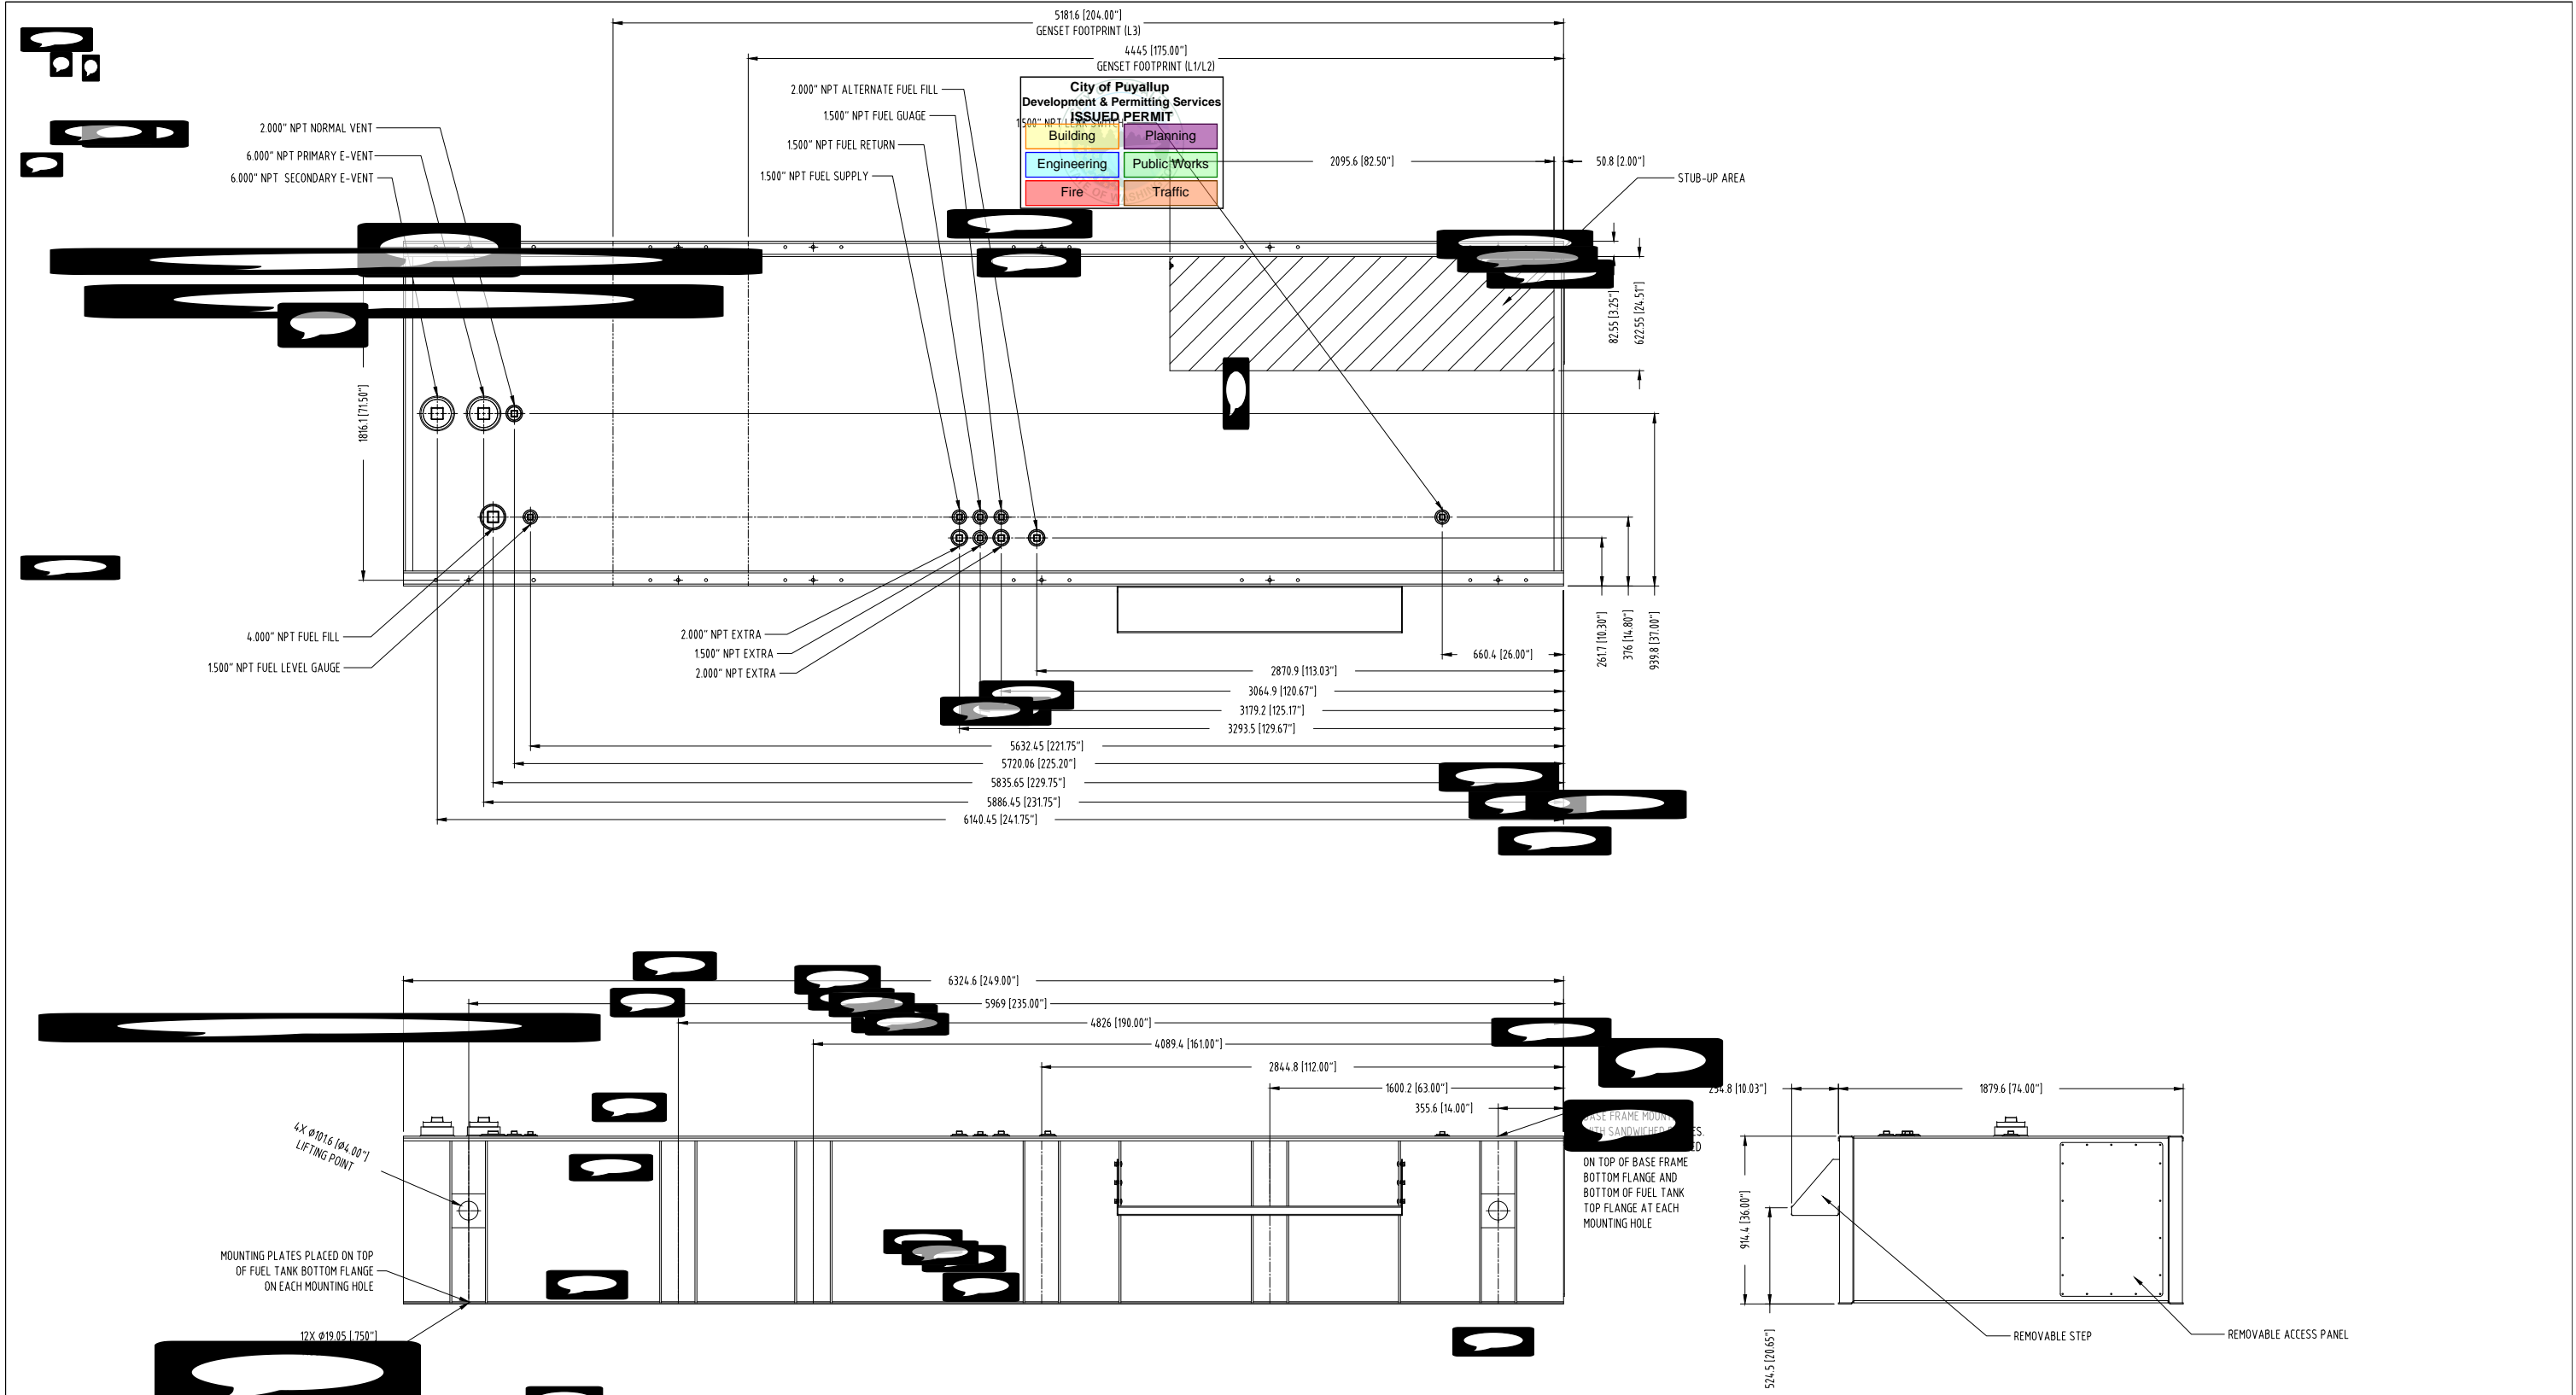 5181.6 [204.00"]
GENSET FOOTPRINT (L3)
4445 [175.00"]
GENSET FOOTPRINT (L1/L2)
2.000" NPT ALTERNATE FUEL FILL
1.500" NPT FUEL GUAGE
1.500" NPT LEAK SWITCH
1.500" NPT FUEL RETURN
1.500" NPT FUEL SUPPLY
City of Puyallup
Development & Permitting Services
ISSUED PERMIT
Building
Planning
Engineering
Public Works
Fire
Traffic
2.000" NPT NORMAL VENT
6.000" NPT PRIMARY E-VENT
6.000" NPT SECONDARY E-VENT
2095.6 [82.50"]
50.8 [2.00"]
STUB-UP AREA
82.55 [3.25"]
622.55 [24.51"]
1816.1 [71.50"]
4.000" NPT FUEL FILL
1.500" NPT FUEL LEVEL GAUGE
2.000" NPT EXTRA
1.500" NPT EXTRA
2.000" NPT EXTRA
261.7 [10.30"]
376 [14.80"]
939.8 [37.00"]
660.4 [26.00"]
2870.9 [113.03"]
3064.9 [120.67"]
3179.2 [125.17"]
3293.5 [129.67"]
5632.45 [221.75"]
5720.06 [225.20"]
5835.65 [229.75"]
5886.45 [231.75"]
6140.45 [241.75"]
6324.6 [249.00"]
5969 [235.00"]
4826 [190.00"]
4089.4 [161.00"]
2844.8 [112.00"]
1600.2 [63.00"]
355.6 [14.00"]
4X Ø101.6 [Ø4.00"]
LIFTING POINT
MOUNTING PLATES PLACED ON TOP
OF FUEL TANK BOTTOM FLANGE
ON EACH MOUNTING HOLE
12X Ø19.05 [.750"]
BASE FRAME
WITH SANDWICHED
ON TOP OF BASE FRAME
BOTTOM FLANGE AND
BOTTOM OF FUEL TANK
TOP FLANGE AT EACH
MOUNTING HOLE
254.8 [10.03"]
1879.6 [74.00"]
914.4 [36.00"]
524.5 [20.65"]
REMOVABLE STEP
REMOVABLE ACCESS PANEL